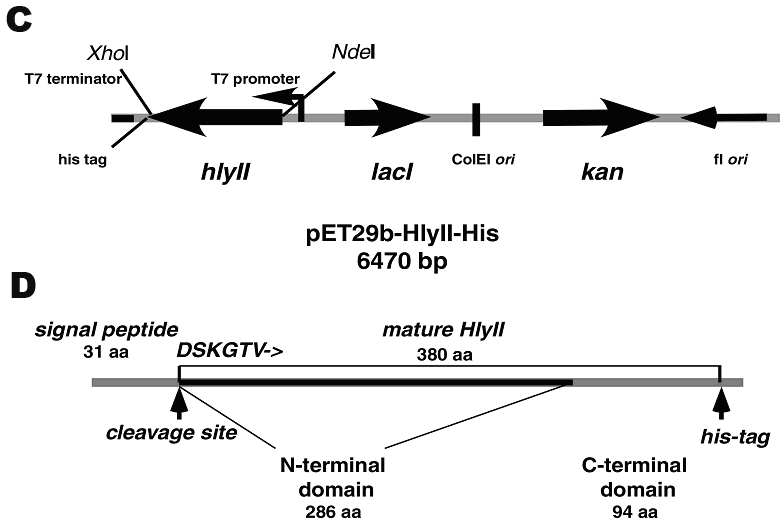 C
XhoI
NdeI
T7 terminator
T7 promoter
his tag
hlyII
lacI
ColEI ori
kan
fI ori
pET29b-HlyII-His
6470 bp
D
signal peptide
31 aa
DSKGTV->
mature HlyII
380 aa
cleavage site
his-tag
N-terminal
domain
286 aa
C-terminal
domain
94 aa